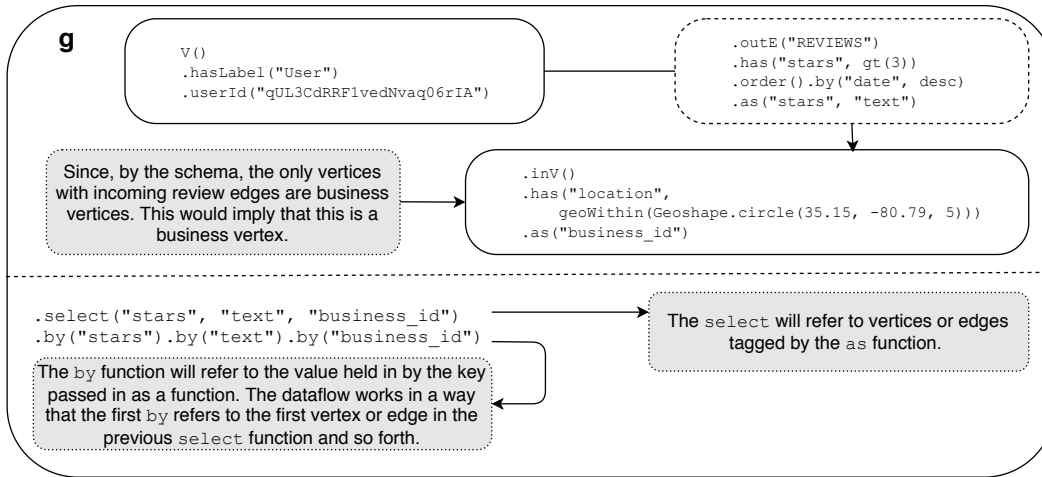 g
V()
.hasLabel("User")
.userId("qUL3CdRRF1vedNvaq06rIA")
.outE("REVIEWS")
.has("stars", gt(3))
.order().by("date", desc)
.as("stars", "text")
Since, by the schema, the only vertices
with incoming review edges are business
vertices. This would imply that this is a
business vertex.
.inV()
.has("location",
geoWithin(Geoshape.circle(35.15, -80.79, 5)))
.as("business_id")
.select("stars", "text", "business_id")
.by("stars").by("text").by("business_id")
The select will refer to vertices or edges
tagged by the as function.
The by function will refer to the value held in by the key
passed in as a function. The dataflow works in a way
that the first by refers to the first vertex or edge in the
previous select function and so forth.